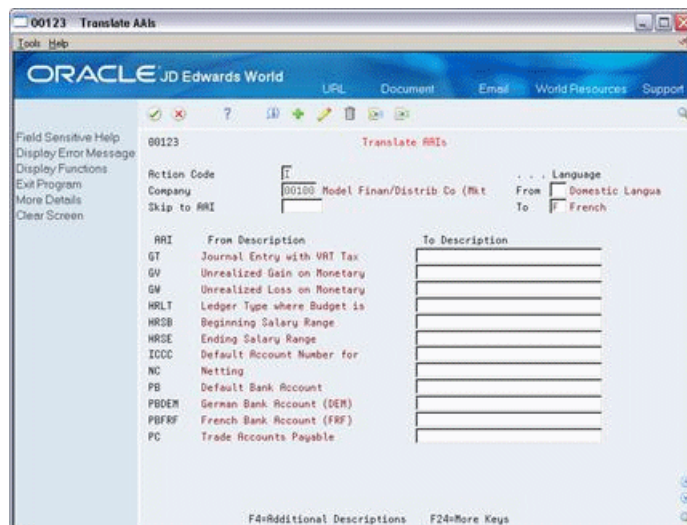 00123 Translate AAIs
Tools Help
ORACLE JD Edwards World
URL Document Email World Resources Support
Field Sensitive Help
Display Error Message
Display Functions
Exit Program
More Details
Clear Screen
00123 Translate AAIs
Action Code I . . . Language
Company 00100 Model Finan/Distrib Co (Mkt From Domestic Langua
Skip to AAI To F French
AAI From Description To Description
GT Journal Entry with VAT Tax
GV Unrealized Gain on Monetary
GW Unrealized Loss on Monetary
HRLT Ledger Type where Budget is
HRSB Beginning Salary Range
HRSE Ending Salary Range
ICCC Default Account Number for
NC Netting
PB Default Bank Account
PBDEM German Bank Account (DEM)
PBFRF French Bank Account (FRF)
PC Trade Accounts Payable
F4=Additional Descriptions F24=More Keys